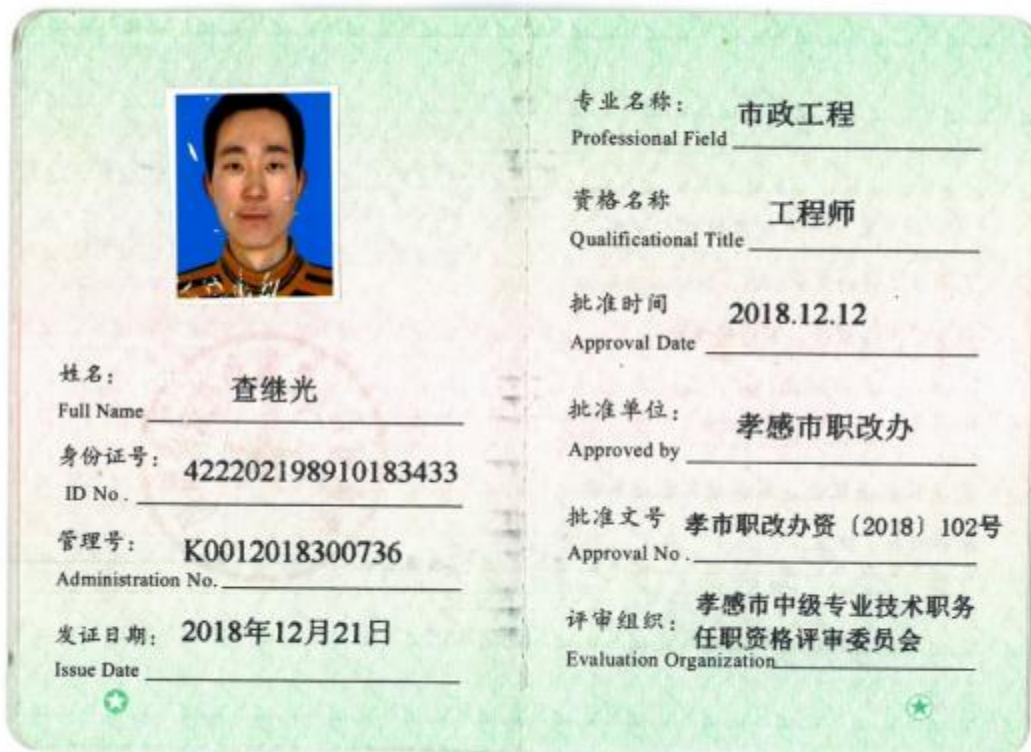 姓名： 查继光
Full Name
身份证号： 422202198910183433
ID No .
管理号： K0012018300736
Administration No.
发证日期： 2018年12月21日
Issue Date
专业名称： 市政工程
Professional Field
资格名称 工程师
Qualificational Title
批准时间 2018.12.12
Approval Date
批准单位： 孝感市职改办
Approved by
批准文号 孝市职改办资〔2018〕102号
Approval No .
评审组织： 孝感市中级专业技术职务
任职资格评审委员会
Evaluation Organization